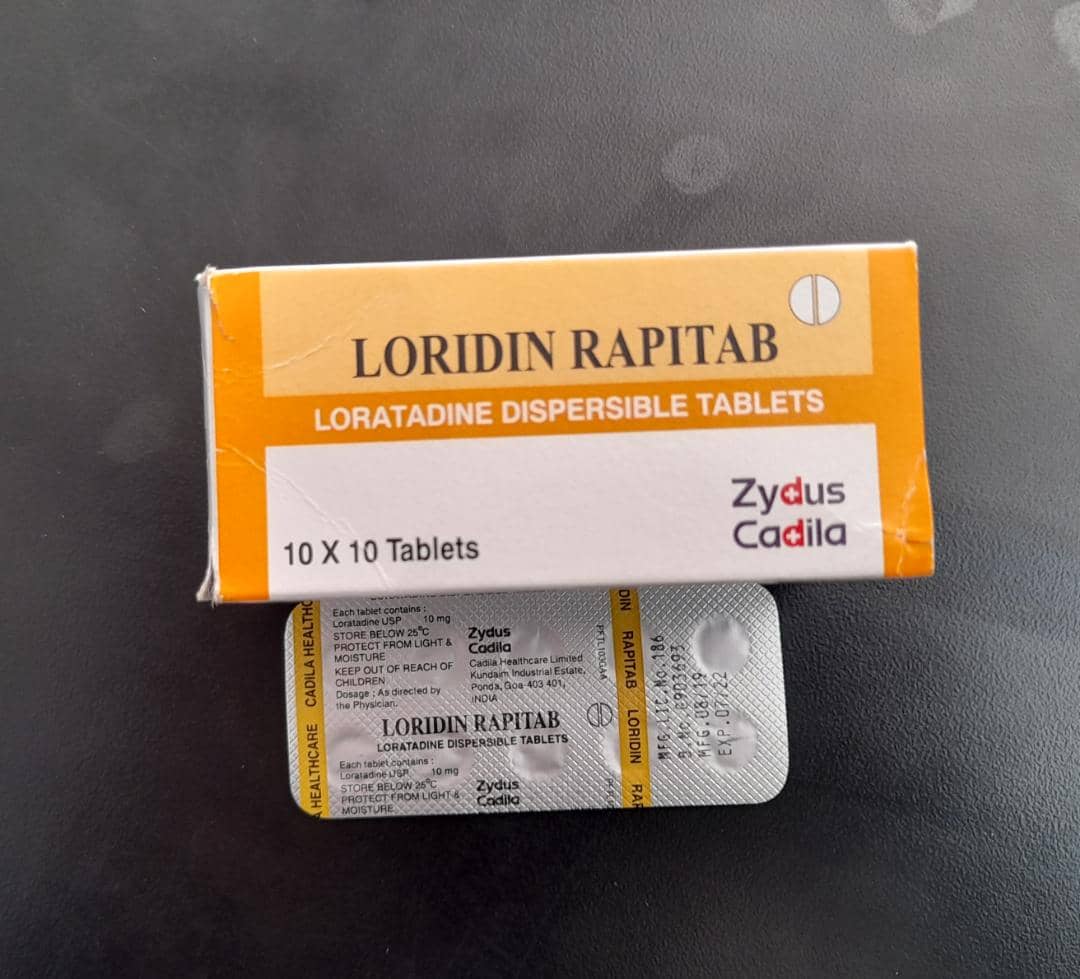 LORIDIN RAPITAB
LORATADINE DISPERSIBLE TABLETS
10 X 10 Tablets
Zydus
Cadila
CADILA HEALTHC
HEALTHCARE
Each tablet contains :
Loratadine USP 10 mg
STORE BELOW 25°C
PROTECT FROM LIGHT &
MOISTURE
KEEP OUT OF REACH OF
CHILDREN
Dosage : As directed by
the Physician.
Zydus
Cadila
Cadila Healthcare Limited
Kundaim Industrial Estate,
Ponda, Goa-403 401,
INDIA
LORIDIN RAPITAB
LORATADINE DISPERSIBLE TABLETS
Each tablet contains :
Loratadine USP 10 mg
STORE BELOW 25°C
PROTECT FROM LIGHT &
MOISTURE
Zydus
Cadila
DIN RAPITAB LORIDIN RAP
MFG.LIC.No.186
B.No.
MFG.08/19
EXP.07/22